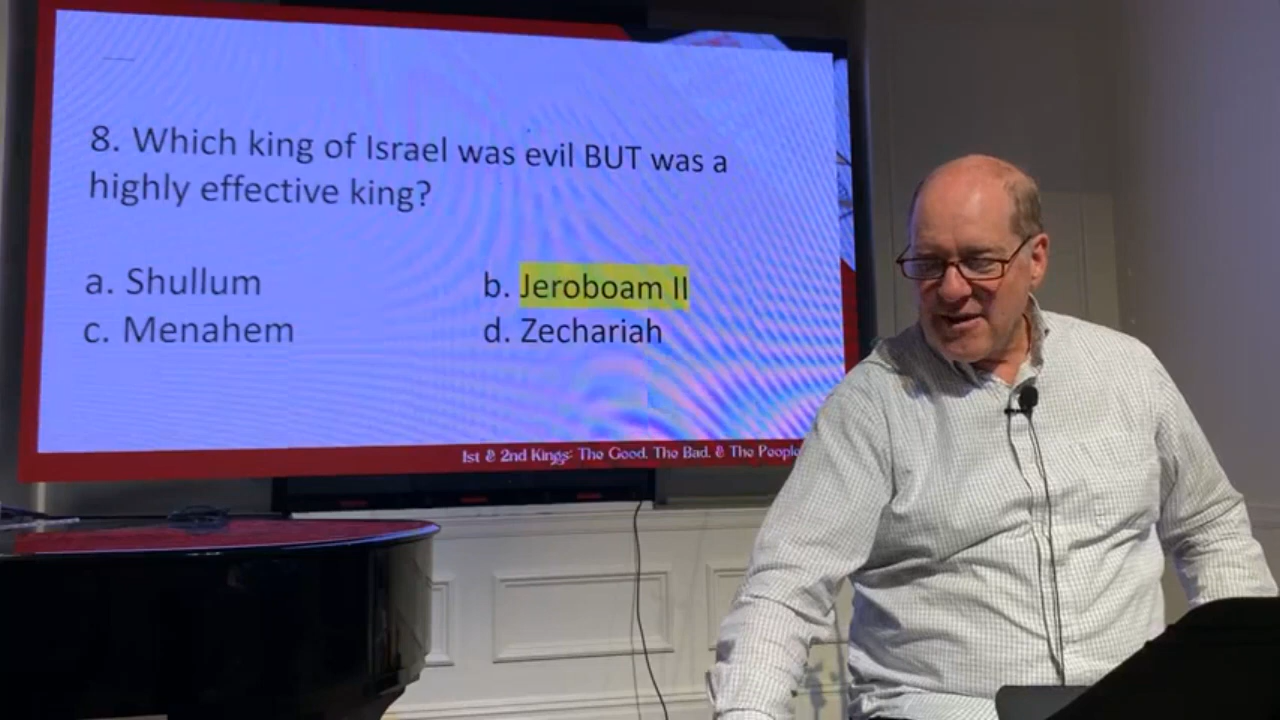 8. Which king of Israel was evil BUT was a
highly effective king?
a. Shullum
b. Jeroboam II
c. Menahem
d. Zechariah
1st & 2nd Kings: The Good, The Bad, & The People